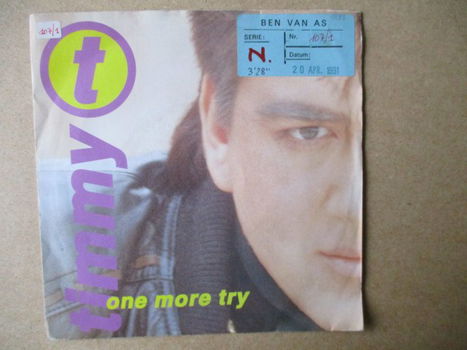 107/1
t
timmy
one more try
BEN VAN AS
SERIE:
N.
3'28"
Nr. 107/1
Datum:
20 APR. 1991